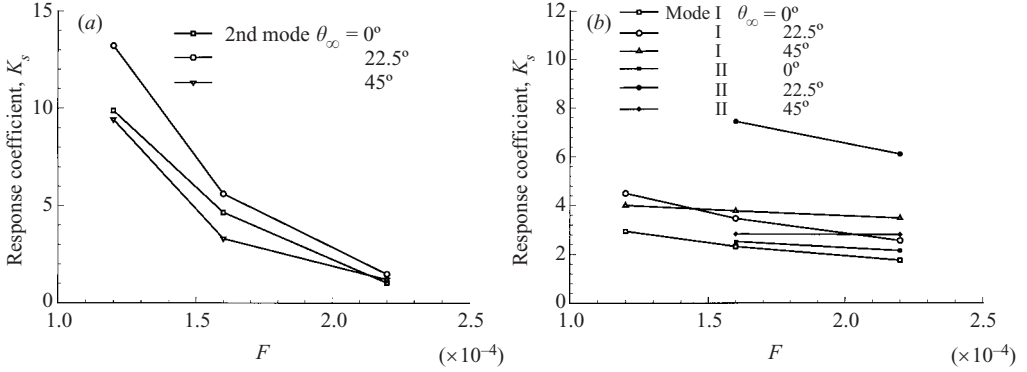 (a)
Response coefficient, Kₛ
15
10
5
0
2nd mode θ∞ = 0º
22.5º
45º
1.0
1.5
2.0
2.5
F
(×10⁻⁴)
(b)
Response coefficient, Kₛ
12
10
8
6
4
2
0
Mode I θ∞ = 0º
I 22.5º
I 45º
II 0º
II 22.5º
II 45º
1.0
1.5
2.0
2.5
F
(×10⁻⁴)